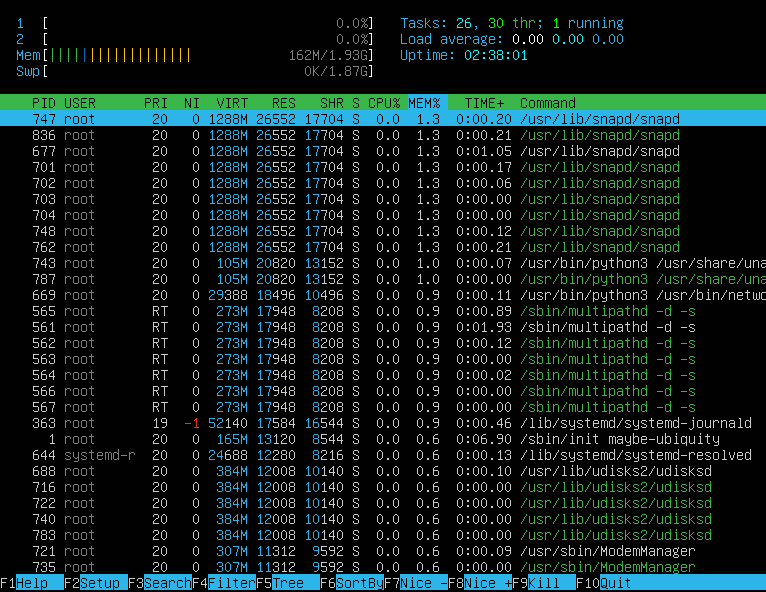 1 [ 0.0%] Tasks: 26, 30 thr; 1 running
2 [ 0.0%] Load average: 0.00 0.00 0.00
Mem[|||||||||||||||||| 162M/1.93G] Uptime: 02:38:01
Swp[ 0K/1.87G]
PID USER PRI NI VIRT RES SHR S CPU% MEM% TIME+ Command
747 root 20 0 1288M 26552 17704 S 0.0 1.3 0:00.20 /usr/lib/snapd/snapd
836 root 20 0 1288M 26552 17704 S 0.0 1.3 0:00.21 /usr/lib/snapd/snapd
677 root 20 0 1288M 26552 17704 S 0.0 1.3 0:01.05 /usr/lib/snapd/snapd
701 root 20 0 1288M 26552 17704 S 0.0 1.3 0:00.17 /usr/lib/snapd/snapd
702 root 20 0 1288M 26552 17704 S 0.0 1.3 0:00.06 /usr/lib/snapd/snapd
703 root 20 0 1288M 26552 17704 S 0.0 1.3 0:00.00 /usr/lib/snapd/snapd
704 root 20 0 1288M 26552 17704 S 0.0 1.3 0:00.00 /usr/lib/snapd/snapd
748 root 20 0 1288M 26552 17704 S 0.0 1.3 0:00.12 /usr/lib/snapd/snapd
762 root 20 0 1288M 26552 17704 S 0.0 1.3 0:00.21 /usr/lib/snapd/snapd
743 root 20 0 105M 20820 13152 S 0.0 1.0 0:00.07 /usr/bin/python3 /usr/share/una
787 root 20 0 105M 20820 13152 S 0.0 1.0 0:00.00 /usr/bin/python3 /usr/share/una
669 root 20 0 29388 18496 10496 S 0.0 0.9 0:00.11 /usr/bin/python3 /usr/bin/netwo
565 root RT 0 273M 17948 8208 S 0.0 0.9 0:00.89 /sbin/multipathd -d -s
561 root RT 0 273M 17948 8208 S 0.0 0.9 0:01.93 /sbin/multipathd -d -s
562 root RT 0 273M 17948 8208 S 0.0 0.9 0:00.12 /sbin/multipathd -d -s
563 root RT 0 273M 17948 8208 S 0.0 0.9 0:00.00 /sbin/multipathd -d -s
564 root RT 0 273M 17948 8208 S 0.0 0.9 0:00.02 /sbin/multipathd -d -s
566 root RT 0 273M 17948 8208 S 0.0 0.9 0:00.00 /sbin/multipathd -d -s
567 root RT 0 273M 17948 8208 S 0.0 0.9 0:00.00 /sbin/multipathd -d -s
363 root 19 -1 52140 17584 16544 S 0.0 0.9 0:00.46 /lib/systemd/systemd-journald
1 root 20 0 165M 13120 8544 S 0.0 0.6 0:06.90 /sbin/init maybe-ubiquity
644 systemd-r 20 0 24688 12280 8216 S 0.0 0.6 0:00.13 /lib/systemd/systemd-resolved
688 root 20 0 384M 12008 10140 S 0.0 0.6 0:00.10 /usr/lib/udisks2/udisksd
716 root 20 0 384M 12008 10140 S 0.0 0.6 0:00.00 /usr/lib/udisks2/udisksd
722 root 20 0 384M 12008 10140 S 0.0 0.6 0:00.00 /usr/lib/udisks2/udisksd
740 root 20 0 384M 12008 10140 S 0.0 0.6 0:00.00 /usr/lib/udisks2/udisksd
783 root 20 0 384M 12008 10140 S 0.0 0.6 0:00.00 /usr/lib/udisks2/udisksd
721 root 20 0 307M 11312 9592 S 0.0 0.6 0:00.09 /usr/sbin/ModemManager
735 root 20 0 307M 11312 9592 S 0.0 0.6 0:00.00 /usr/sbin/ModemManager
F1Help F2Setup F3SearchF4FilterF5Tree F6SortByF7Nice -F8Nice +F9Kill F10Quit